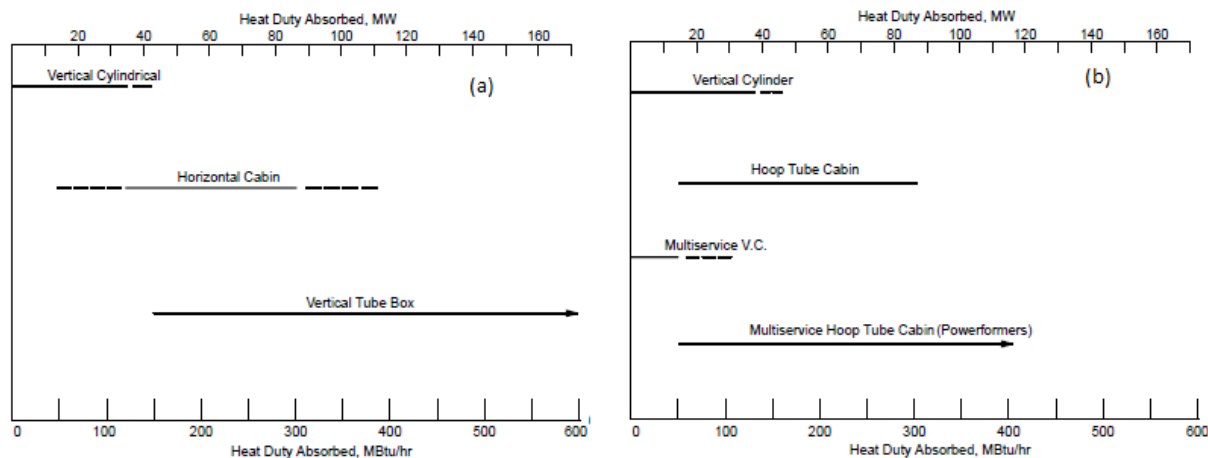 Heat Duty Absorbed, MW
20 40 60 80 100 120 140 160
Vertical Cylindrical
(a)
Horizontal Cabin
Vertical Tube Box
0 100 200 300 400 500 600
Heat Duty Absorbed, MBtu/hr
Heat Duty Absorbed, MW
20 40 60 80 100 120 140 160
Vertical Cylinder
(b)
Hoop Tube Cabin
Multiservice V.C.
Multiservice Hoop Tube Cabin (Powerformers)
0 100 200 300 400 500 600
Heat Duty Absorbed, MBtu/hr